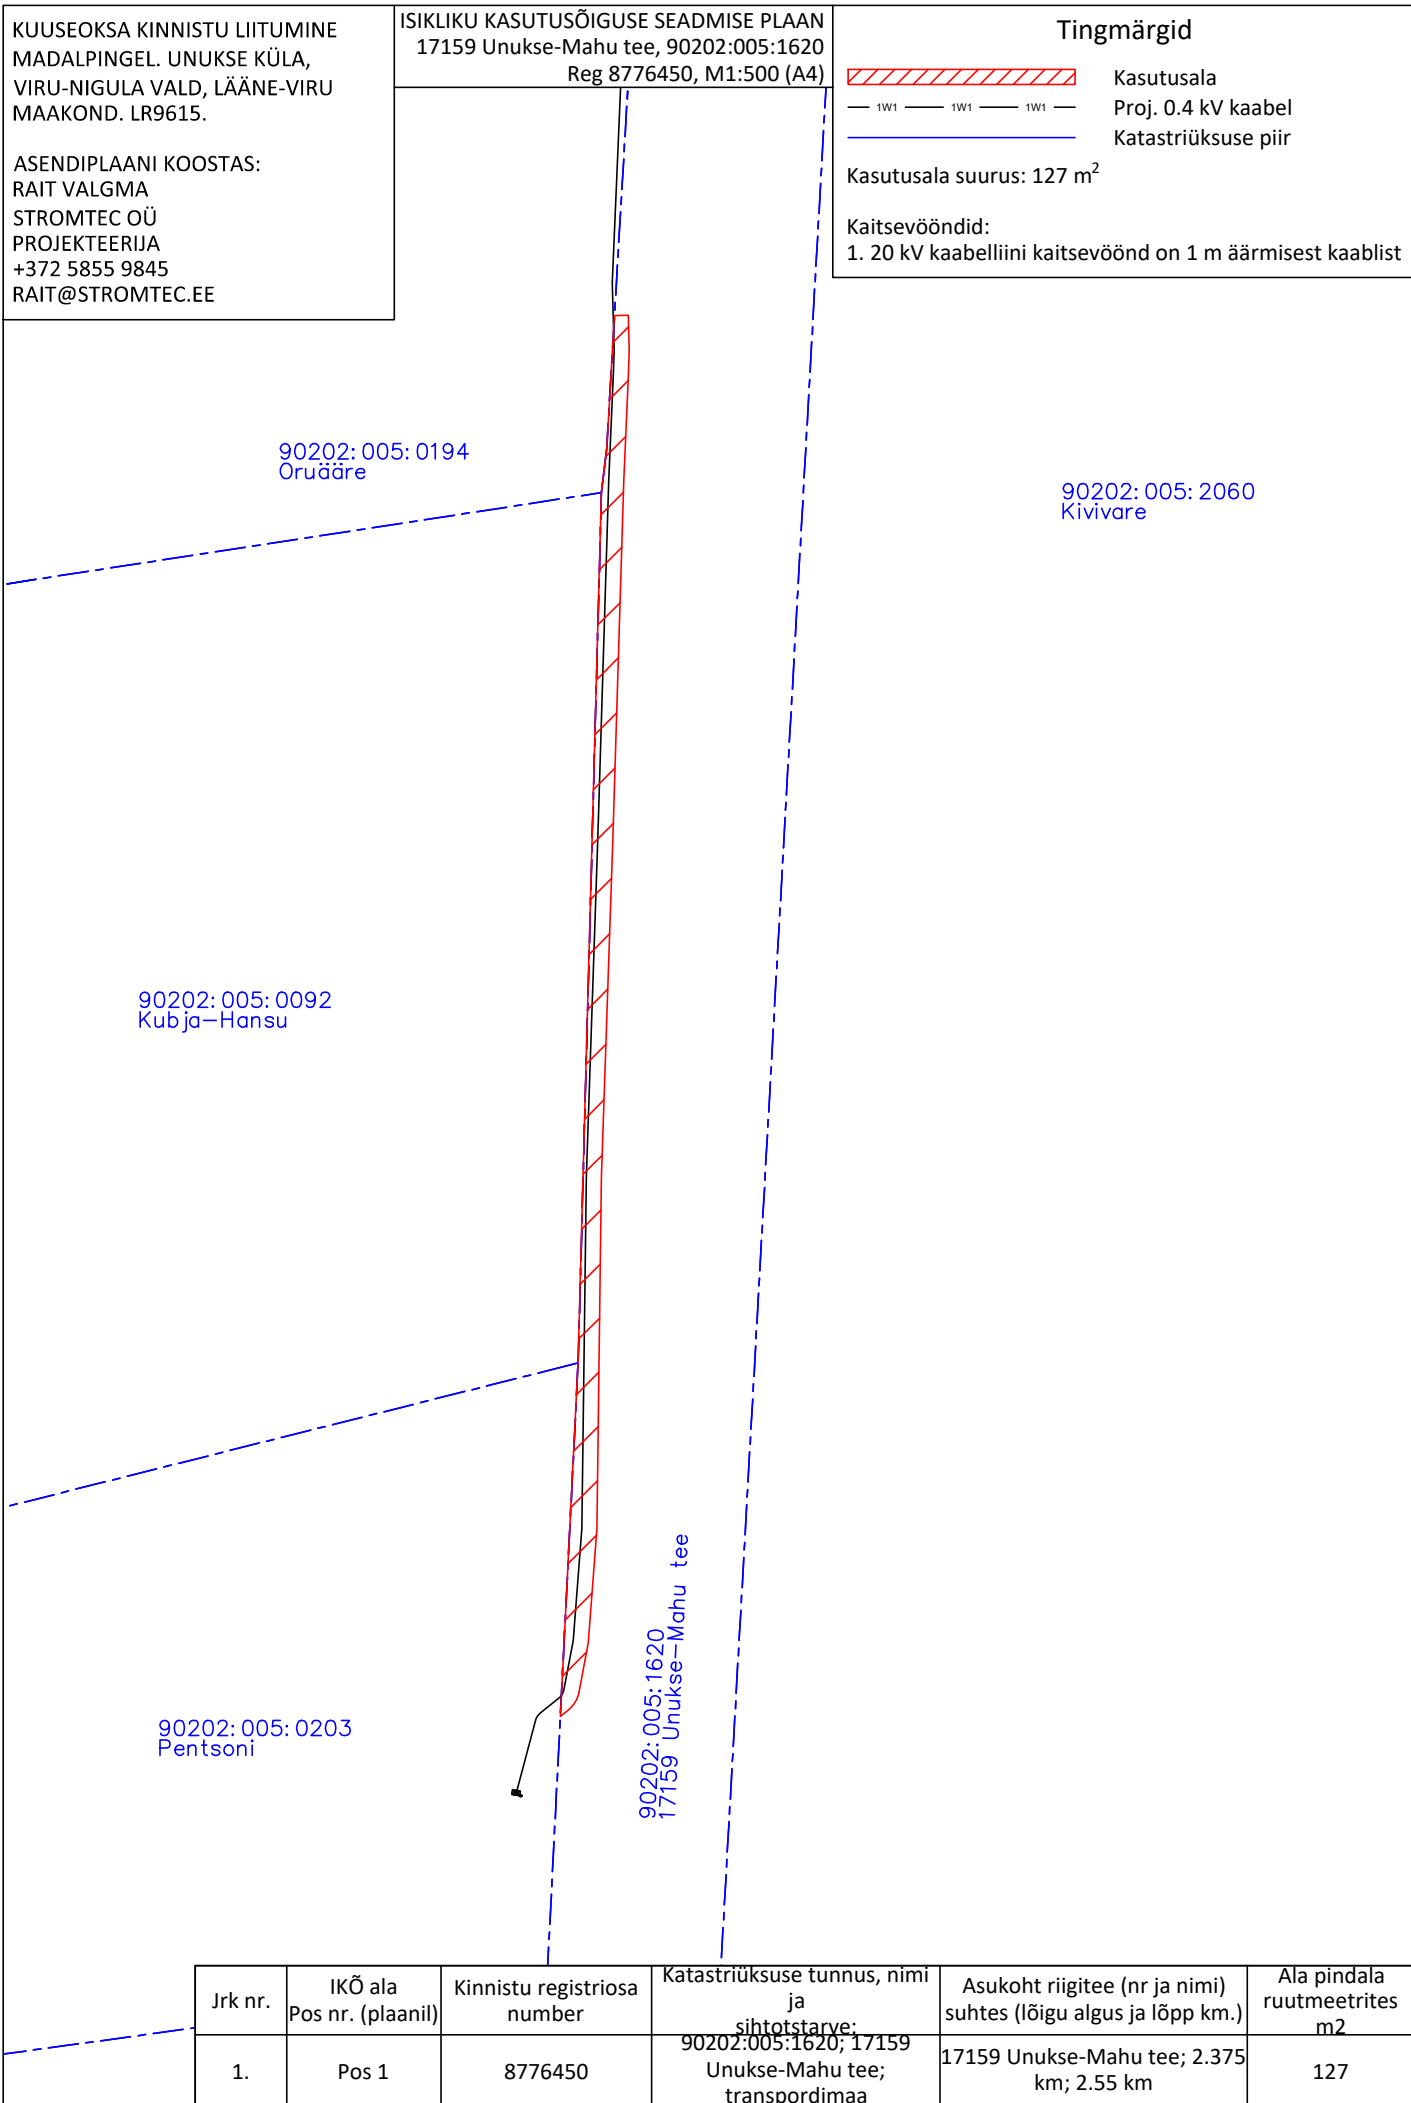 KUUSEOKSA KINNISTU LIITUMINE
MADALPINGEL. UNUKSE KÜLA,
VIRU-NIGULA VALD, LÄÄNE-VIRU
MAAKOND. LR9615.
ASENDIPLAANI KOOSTAS:
RAIT VALGMA
STROMTEC OÜ
PROJEKTEERIJA
+372 5855 9845
RAIT@STROMTEC.EE
ISIKLIKU KASUTUSÕIGUSE SEADMISE PLAAN
17159 Unukse-Mahu tee, 90202:005:1620
Reg 8776450, M1:500 (A4)
Tingmärgid
Kasutusala
1W1 1W1 1W1 Proj. 0.4 kV kaabel
Katastriüksuse piir
Kasutusala suurus: 127 m²
Kaitsevööndid:
1. 20 kV kaabelliini kaitsevöönd on 1 m äärmisest kaablist
90202:005:0194
Oruääre
90202:005:2060
Kivivare
90202:005:0092
Kubja-Hansu
90202:005:1620
17159 Unukse-Mahu tee
90202:005:0203
Pentsoni
Jrk nr.
IKÕ ala
Pos nr. (plaanil)
Kinnistu registriosa
number
Katastriüksuse tunnus, nimi
ja
sihtotstarve:
Asukoht riigitee (nr ja nimi)
suhtes (lõigu algus ja lõpp km.)
Ala pindala
ruutmeetrites
m2
1.
Pos 1
8776450
90202:005:1620; 17159
Unukse-Mahu tee;
transpordimaa
17159 Unukse-Mahu tee; 2.375
km; 2.55 km
127